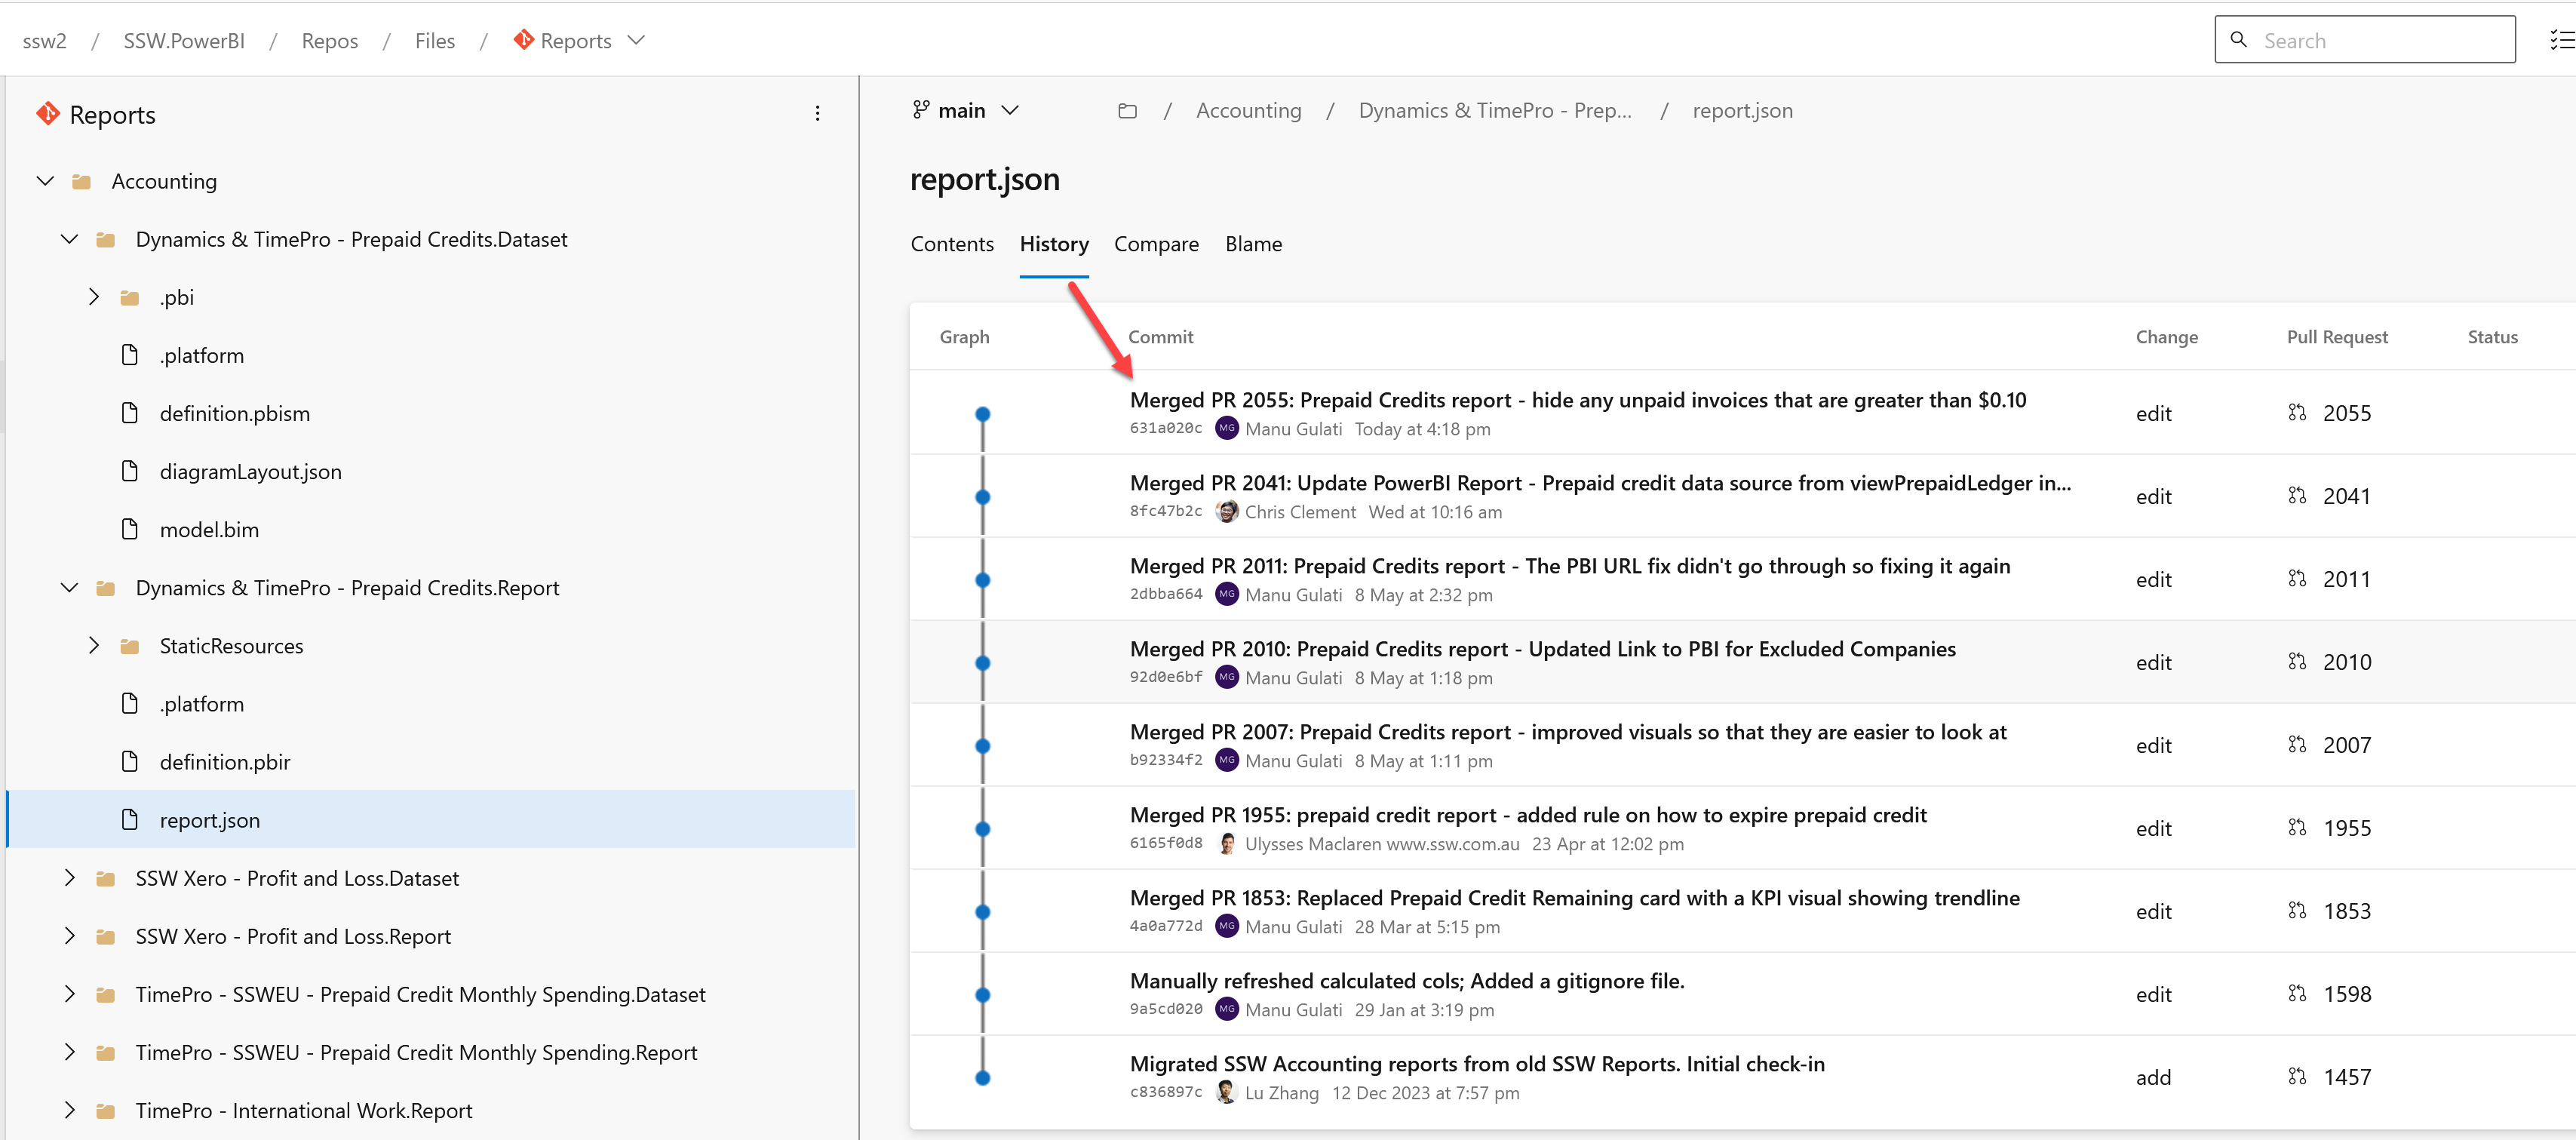 ssw2 / SSW.PowerBI / Repos / Files / Reports
Search
Reports
Accounting
Dynamics & TimePro - Prepaid Credits.Dataset
.pbi
.platform
definition.pbism
diagramLayout.json
model.bim
Dynamics & TimePro - Prepaid Credits.Report
StaticResources
.platform
definition.pbir
report.json
SSW Xero - Profit and Loss.Dataset
SSW Xero - Profit and Loss.Report
TimePro - SSWEU - Prepaid Credit Monthly Spending.Dataset
TimePro - SSWEU - Prepaid Credit Monthly Spending.Report
TimePro - International Work.Report
main / Accounting / Dynamics & TimePro - Prep... / report.json
report.json
Contents History Compare Blame
Graph Commit Change Pull Request Status
Merged PR 2055: Prepaid Credits report - hide any unpaid invoices that are greater than $0.10
631a020c MG Manu Gulati Today at 4:18 pm
edit 2055
Merged PR 2041: Update PowerBI Report - Prepaid credit data source from viewPrepaidLedger in...
8fc47b2c Chris Clement Wed at 10:16 am
edit 2041
Merged PR 2011: Prepaid Credits report - The PBI URL fix didn't go through so fixing it again
2dbba664 MG Manu Gulati 8 May at 2:32 pm
edit 2011
Merged PR 2010: Prepaid Credits report - Updated Link to PBI for Excluded Companies
92d0e6bf MG Manu Gulati 8 May at 1:18 pm
edit 2010
Merged PR 2007: Prepaid Credits report - improved visuals so that they are easier to look at
b92334f2 MG Manu Gulati 8 May at 1:11 pm
edit 2007
Merged PR 1955: prepaid credit report - added rule on how to expire prepaid credit
6165f0d8 Ulysses Maclaren www.ssw.com.au 23 Apr at 12:02 pm
edit 1955
Merged PR 1853: Replaced Prepaid Credit Remaining card with a KPI visual showing trendline
4a0a772d MG Manu Gulati 28 Mar at 5:15 pm
edit 1853
Manually refreshed calculated cols; Added a gitignore file.
9a5cd020 MG Manu Gulati 29 Jan at 3:19 pm
edit 1598
Migrated SSW Accounting reports from old SSW Reports. Initial check-in
c836897c Lu Zhang 12 Dec 2023 at 7:57 pm
add 1457